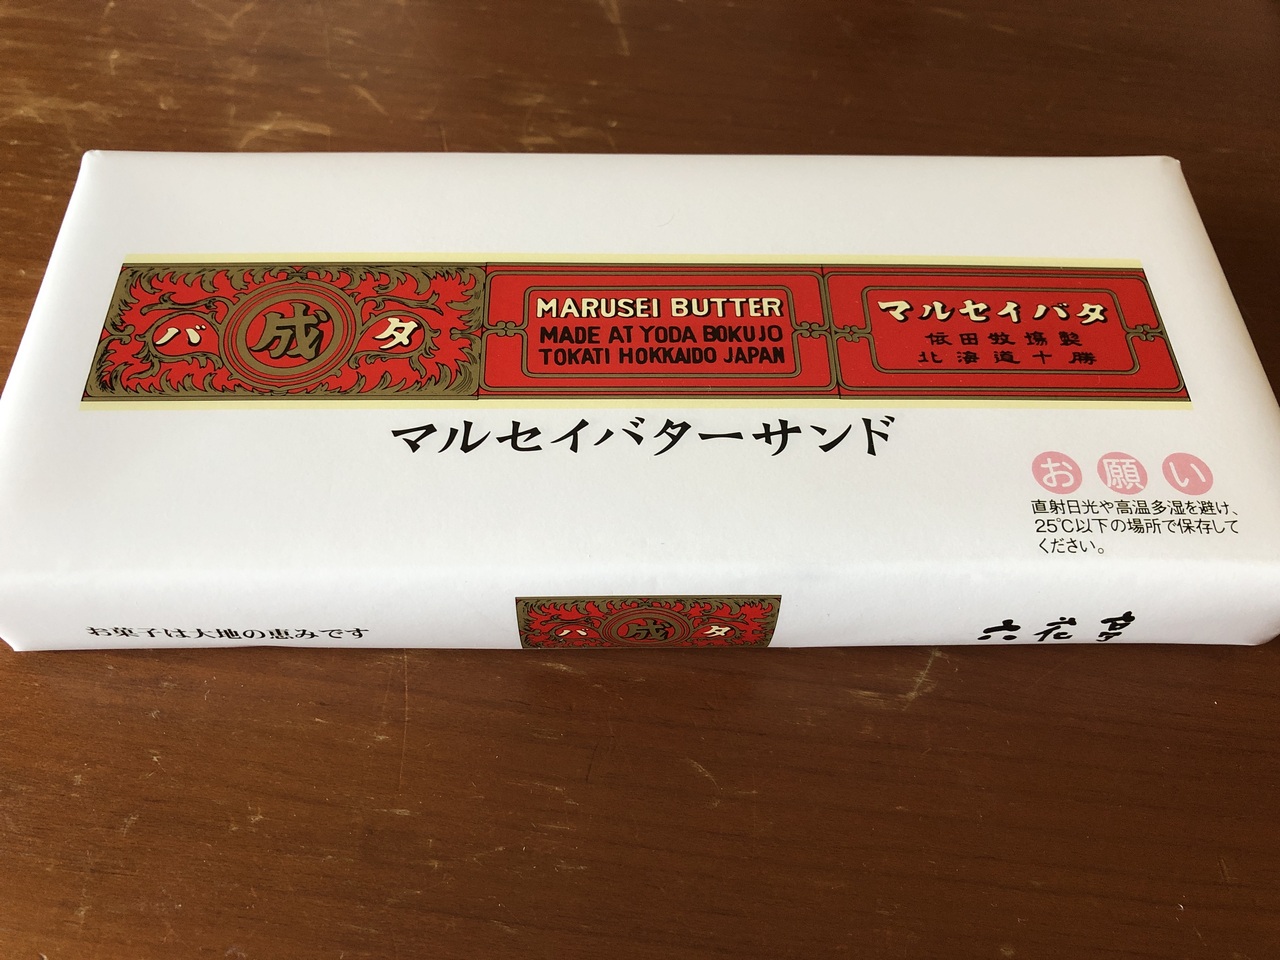 バ 成 タ
MARUSEI BUTTER
MADE AT YODA BOKUJO
TOKATI HOKKAIDO JAPAN
マルセイバタ
依田牧場製
北海道十勝
マルセイバターサンド
お願い
直射日光や高温多湿を避け、
25℃以下の場所で保存して
ください。
お菓子は大地の恵みです
バ 成 タ
六花亭